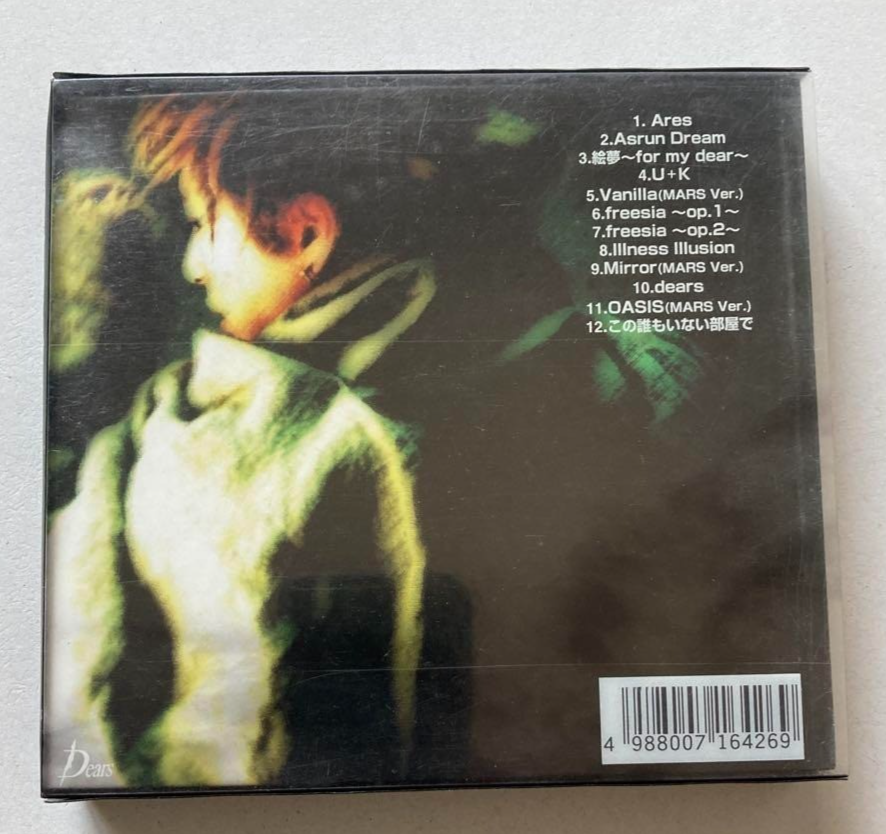 1. Ares
2.Asrun Dream
3.絵夢〜for my dear〜
4.U+K
5.Vanilla(MARS Ver.)
6.freesia 〜op.1〜
7.freesia 〜op.2〜
8.Illness Illusion
9.Mirror(MARS Ver.)
10.dears
11.OASIS(MARS Ver.)
12.この誰もいない部屋で
4 988007 164269
Dears